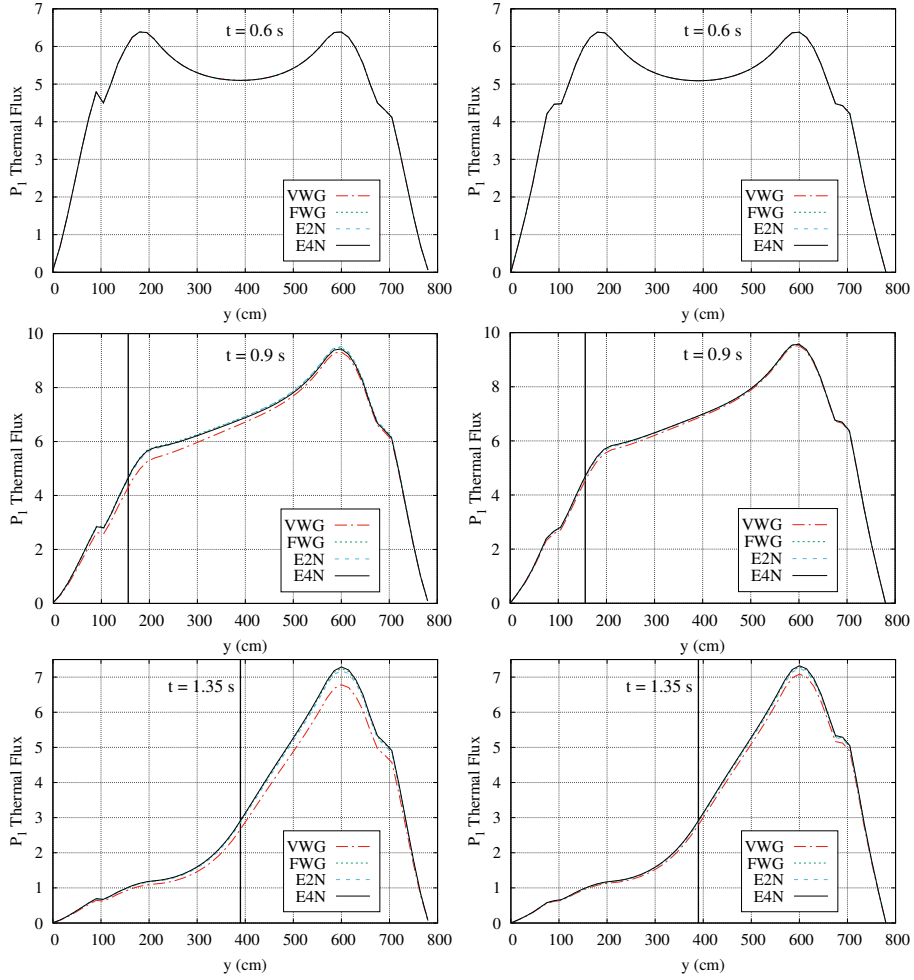 7
6
5
4
3
2
1
0
P1 Thermal Flux
t = 0.6 s
VWG
FWG
E2N
E4N
0 100 200 300 400 500 600 700 800
y (cm)
7
6
5
4
3
2
1
0
P1 Thermal Flux
t = 0.6 s
VWG
FWG
E2N
E4N
0 100 200 300 400 500 600 700 800
y (cm)
10
8
6
4
2
0
P1 Thermal Flux
t = 0.9 s
VWG
FWG
E2N
E4N
0 100 200 300 400 500 600 700 800
y (cm)
10
8
6
4
2
0
P1 Thermal Flux
t = 0.9 s
VWG
FWG
E2N
E4N
0 100 200 300 400 500 600 700 800
y (cm)
7
6
5
4
3
2
1
0
P1 Thermal Flux
t = 1.35 s
VWG
FWG
E2N
E4N
0 100 200 300 400 500 600 700 800
y (cm)
7
6
5
4
3
2
1
0
P1 Thermal Flux
t = 1.35 s
VWG
FWG
E2N
E4N
0 100 200 300 400 500 600 700 800
y (cm)